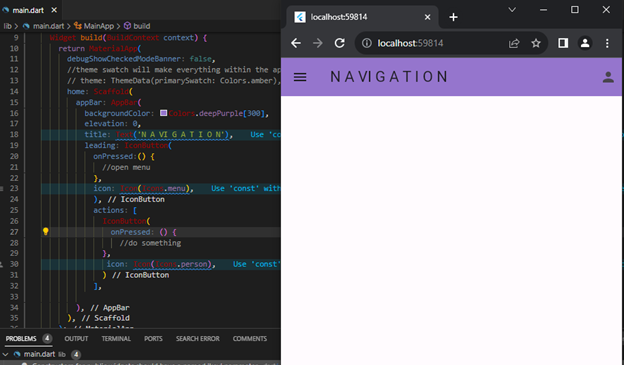 main.dart
lib > main.dart > MainApp > build
9 Widget build(BuildContext context) {
10 return MaterialApp(
11 debugShowCheckedModeBanner: false,
12 //theme swatch will make everything within the ap
13 // theme: ThemeData(primarySwatch: Colors.amber),
14 home: Scaffold(
15 appBar: AppBar(
16 backgroundColor: Colors.deepPurple[300],
17 elevation: 0,
18 title: Text('N A VI G A T I O N'), Use 'co
19 leading: IconButton(
20 onPressed:() {
21 //open menu
22 },
23 icon: Icon(Icons.menu), Use 'const' with
24 ), // IconButton
25 actions: [
26 IconButton(
27 onPressed: () {
28 //do something
29 },
30 icon: Icon(Icons.person), Use 'const'
31 ) // IconButton
32 ],
33
34 ), // AppBar
35 ), // Scaffold
36 ); // MaterialApp
PROBLEMS 4 OUTPUT TERMINAL PORTS SEARCH ERROR COMMENTS
main.dart lib 4
localhost:59814
localhost:59814
N A V I G A T I O N